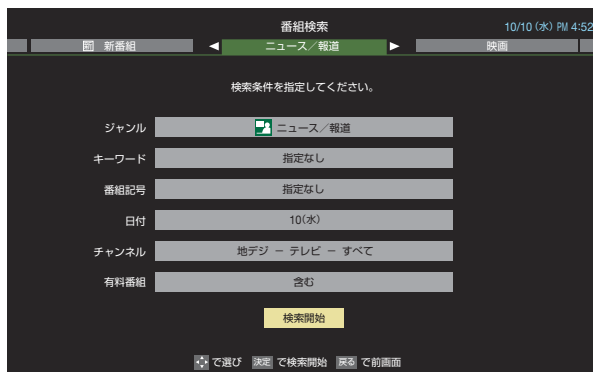 番組検索
10/10 (水) PM 4:52
新番組 ◀ ニュース／報道 ▶ 映画
検索条件を指定してください。
ジャンル ニュース／報道
キーワード 指定なし
番組記号 指定なし
日付 10(水)
チャンネル 地デジ － テレビ － すべて
有料番組 含む
検索開始
で選び 決定 で検索開始 戻る で前画面